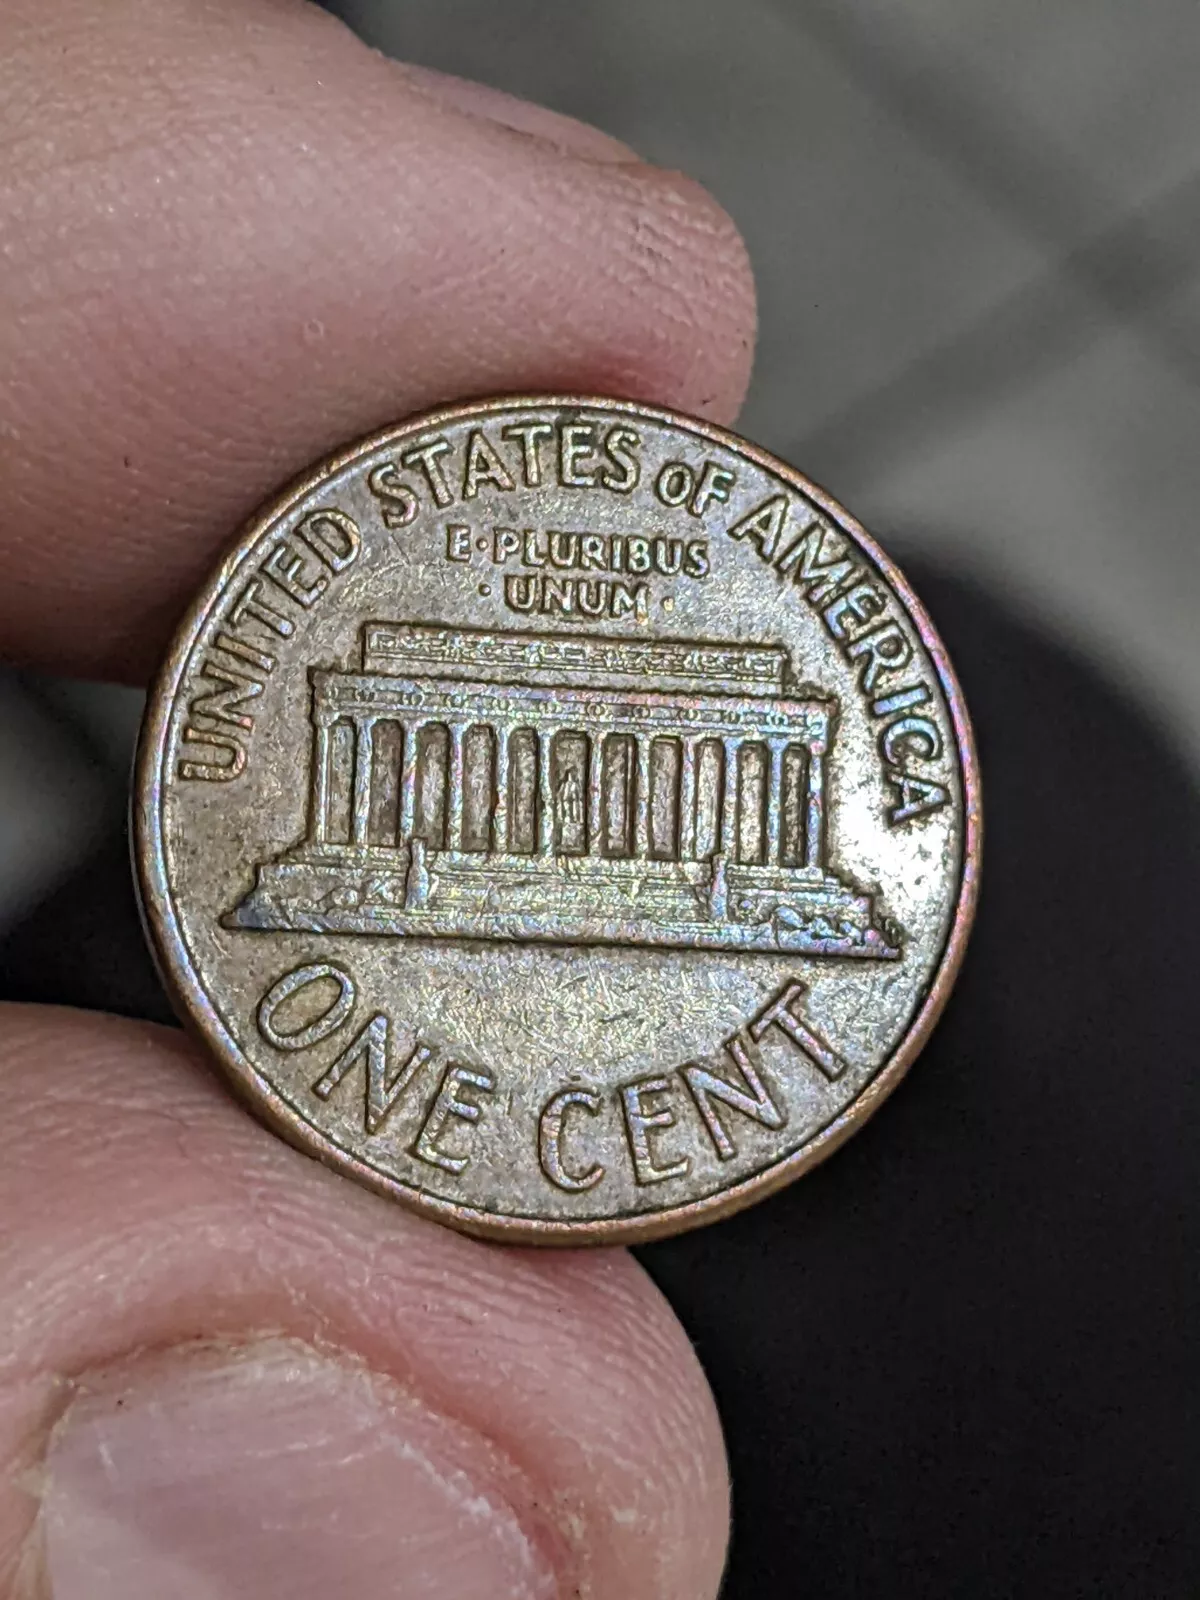 UNITED STATES OF AMERICA
E·PLURIBUS
·UNUM·
ONE CENT